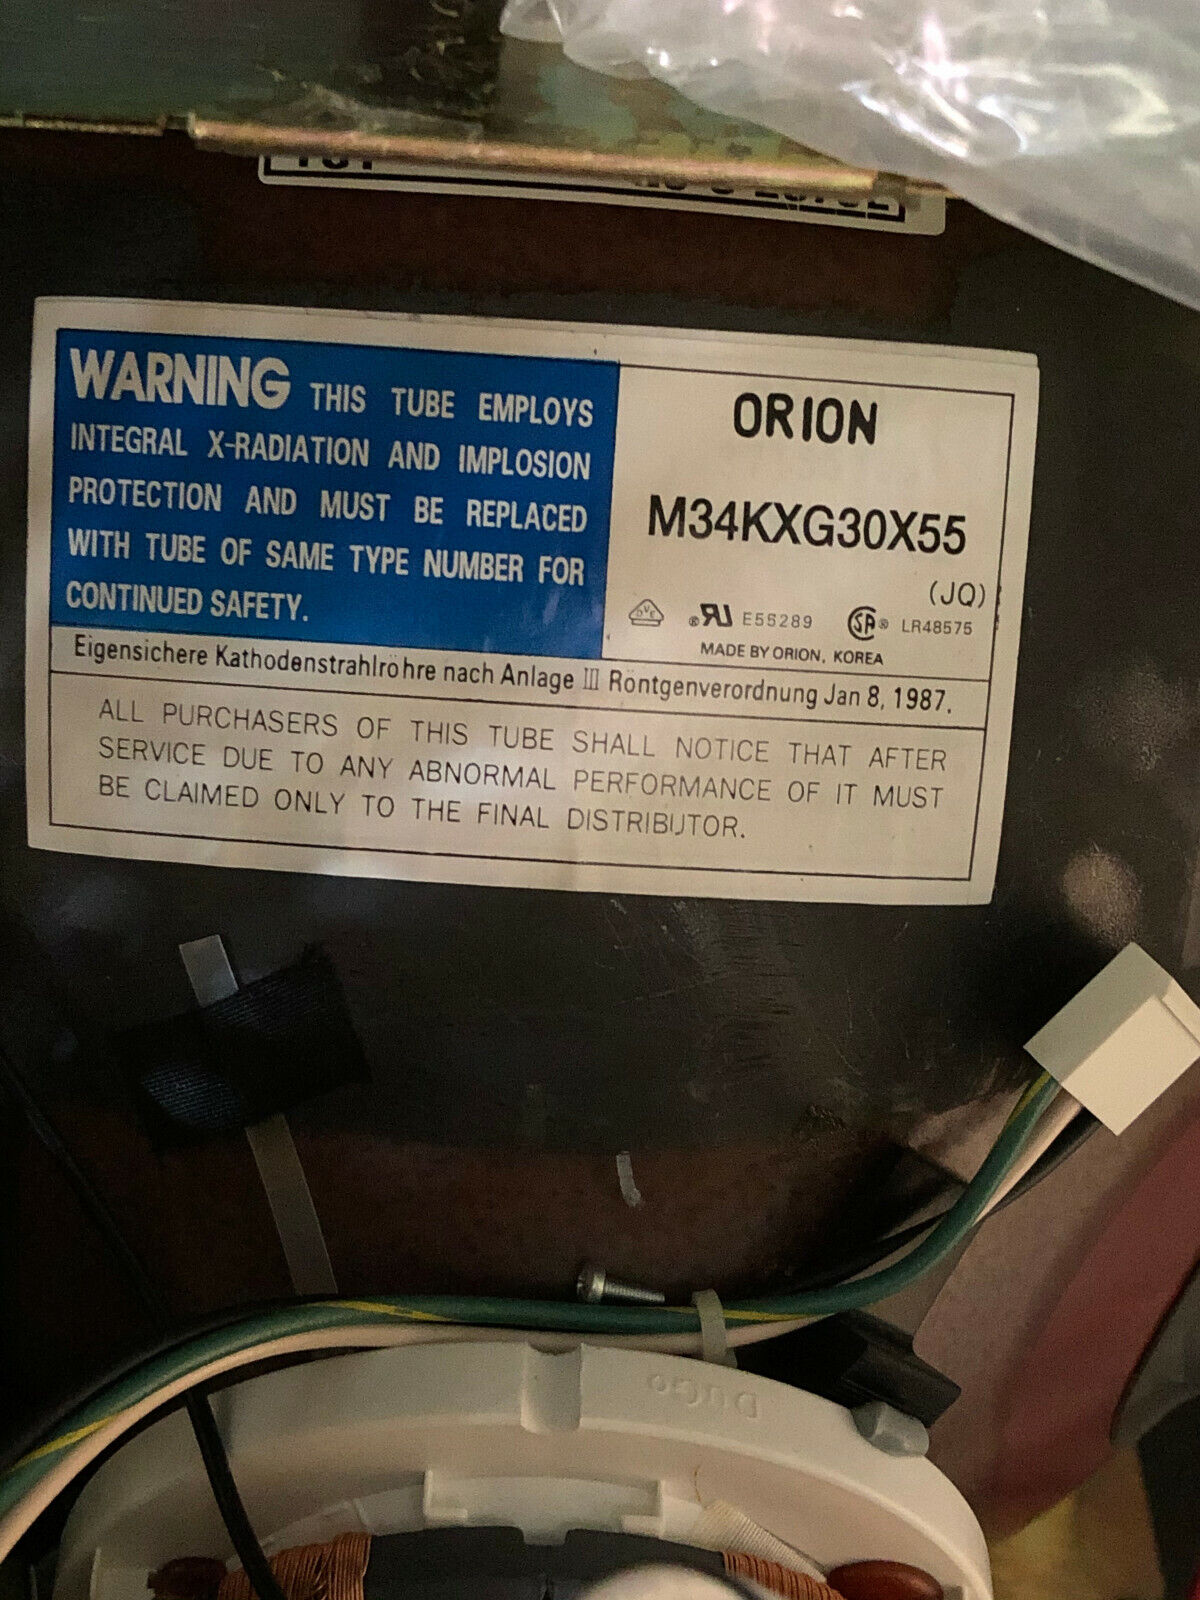 WARNING THIS TUBE EMPLOYS
INTEGRAL X-RADIATION AND IMPLOSION
PROTECTION AND MUST BE REPLACED
WITH TUBE OF SAME TYPE NUMBER FOR
CONTINUED SAFETY.
ORION
M34KXG30X55
(JQ)
E55289 SA® LR48575
MADE BY ORION, KOREA
Eigensichere Kathodenstrahlröhre nach Anlage III Röntgenverordnung Jan 8, 1987.
ALL PURCHASERS OF THIS TUBE SHALL NOTICE THAT AFTER
SERVICE DUE TO ANY ABNORMAL PERFORMANCE OF IT MUST
BE CLAIMED ONLY TO THE FINAL DISTRIBUTOR.
DuGo